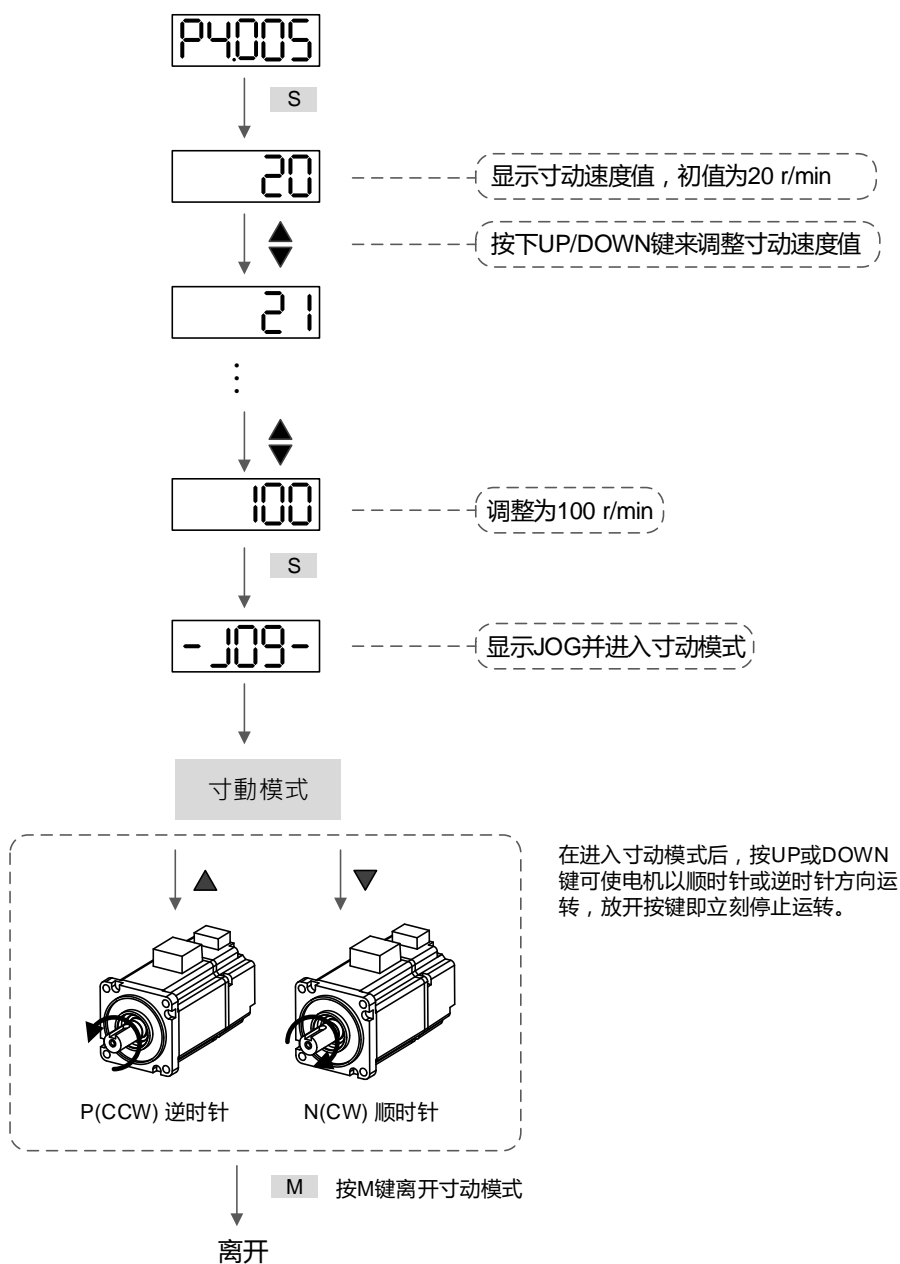 P4.005
S
20
显示寸动速度值，初值为20 r/min
按下UP/DOWN键来调整寸动速度值
21
⋮
100
调整为100 r/min
S
-JOG-
显示JOG并进入寸动模式
寸動模式
在进入寸动模式后，按UP或DOWN
键可使电机以顺时针或逆时针方向运
转，放开按键即立刻停止运转。
P(CCW) 逆时针
N(CW) 顺时针
M
按M键离开寸动模式
离开